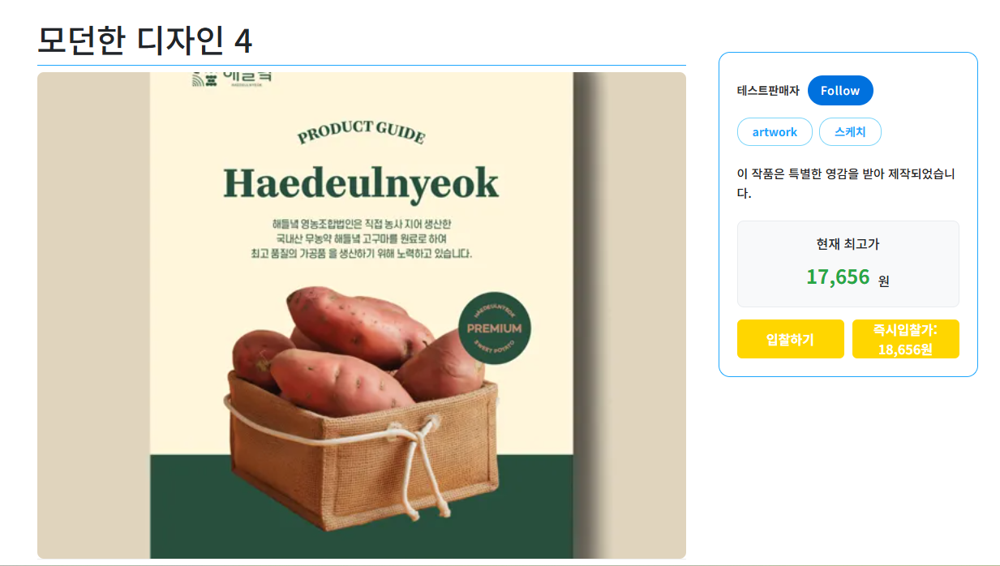 모던한 디자인 4
HAEDEULNYEOK
PRODUCT GUIDE
Haedeulnyeok
해들녘 영농조합법인은 직접 농사 지어 생산한
국내산 무농약 해들녘 고구마를 원료로 하여
최고 품질의 가공품 을 생산하기 위해 노력하고 있습니다.
PREMIUM
SWEET POTATO
테스트판매자 Follow
artwork 스케치
이 작품은 특별한 영감을 받아 제작되었습니
다.
현재 최고가
17,656 원
입찰하기
즉시입찰가:
18,656원